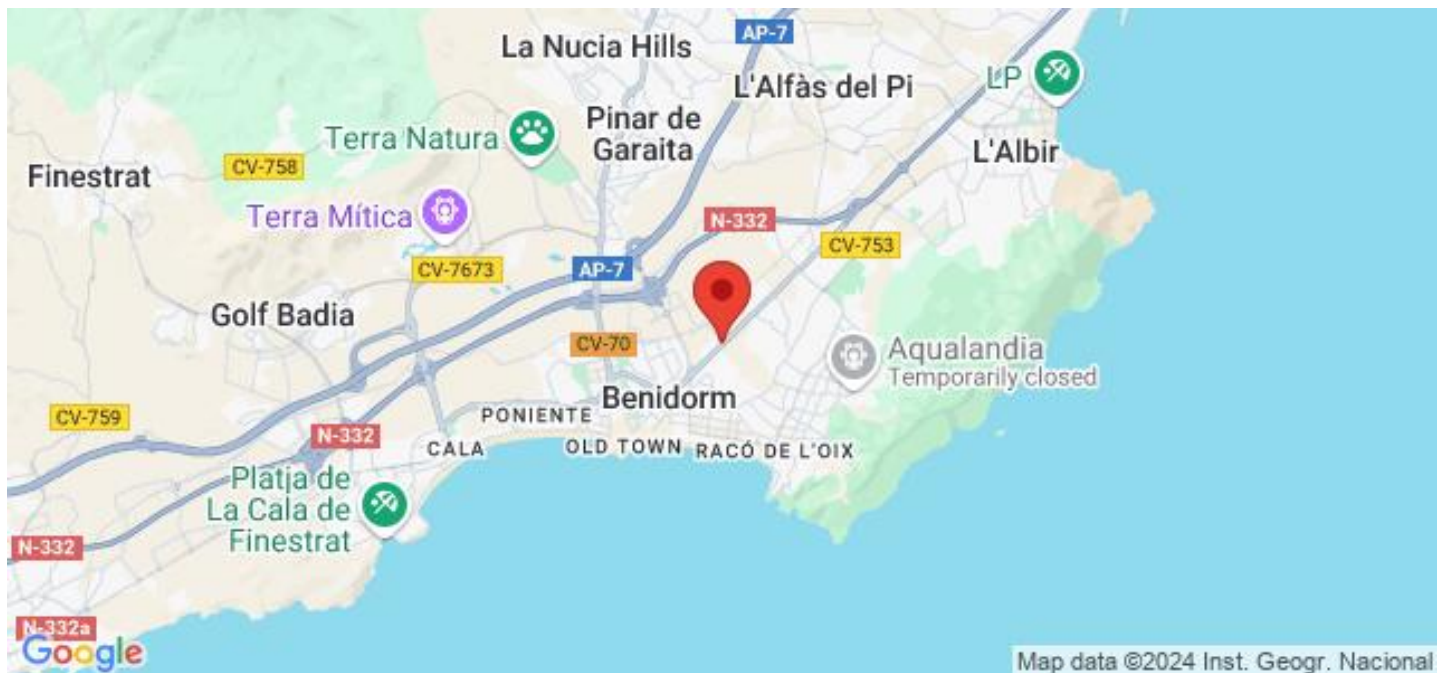 La Nucia Hills
AP-7
L'Alfàs del Pi
LP
Terra Natura
Pinar de
Garaita
L'Albir
Finestrat
CV-758
Terra Mítica
N-332
CV-753
CV-7673
AP-7
Golf Badia
CV-70
Aqualandia
Temporarily closed
Benidorm
CV-759
PONIENTE
N-332
CALA
OLD TOWN
RACÓ DE L'OIX
Platja de
La Cala de
Finestrat
N-332
N-332a
Google
Map data ©2024 Inst. Geogr. Nacional